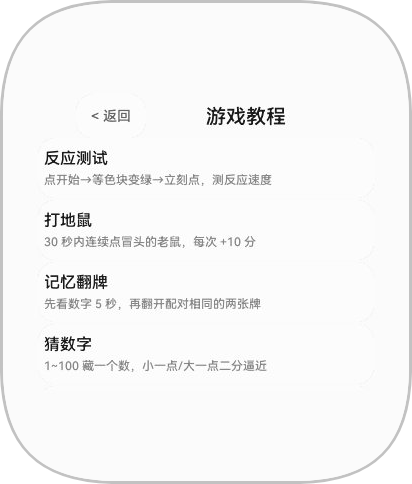 < 返回
游戏教程
反应测试
点开始→等色块变绿→立刻点，测反应速度
打地鼠
30 秒内连续点冒头的老鼠，每次 +10 分
记忆翻牌
先看数字 5 秒，再翻开配对相同的两张牌
猜数字
1~100 藏一个数，小一点/大一点二分逼近